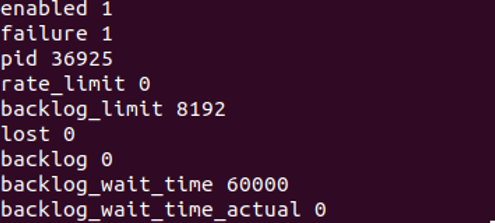 enabled 1
failure 1
pid 36925
rate_limit 0
backlog_limit 8192
lost 0
backlog 0
backlog_wait_time 60000
backlog_wait_time_actual 0